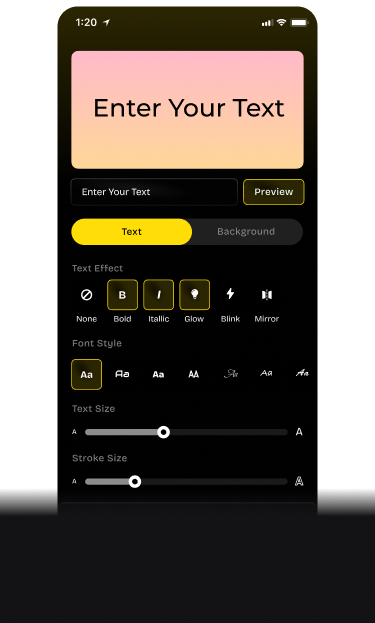 1:20
Enter Your Text
Enter Your Text Preview
Text Background
Text Effect
B I
None Bold Itallic Glow Blink Mirror
Font Style
Aa Aa Aa AA Aa Aa Aa
Text Size
A A
Stroke Size
A A